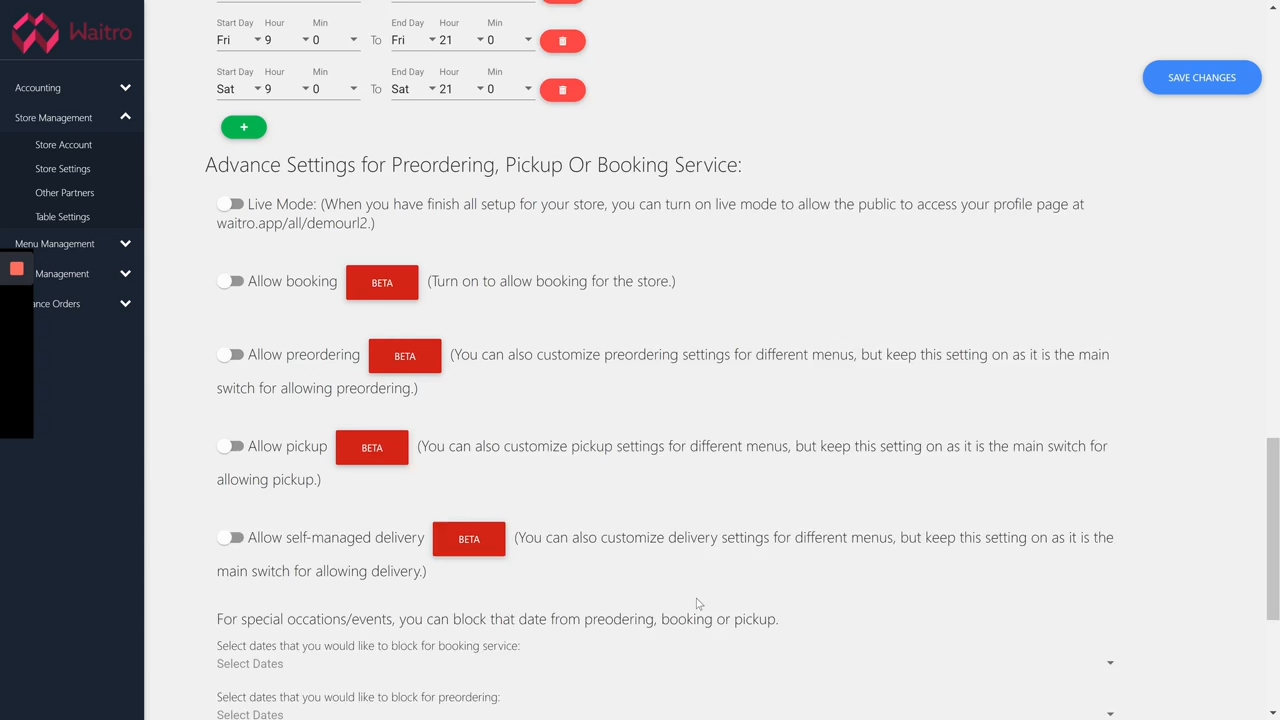 Waitro
Accounting
Store Management
Store Account
Store Settings
Other Partners
Table Settings
Menu Management
Management
ance Orders
Start Day Hour Min End Day Hour Min
Fri 9 0 To Fri 21 0
Start Day Hour Min End Day Hour Min
Sat 9 0 To Sat 21 0
+
SAVE CHANGES
Advance Settings for Preordering, Pickup Or Booking Service:
Live Mode: (When you have finish all setup for your store, you can turn on live mode to allow the public to access your profile page at
waitro.app/all/demourl2.)
Allow booking BETA (Turn on to allow booking for the store.)
Allow preordering BETA (You can also customize preordering settings for different menus, but keep this setting on as it is the main
switch for allowing preordering.)
Allow pickup BETA (You can also customize pickup settings for different menus, but keep this setting on as it is the main switch for
allowing pickup.)
Allow self-managed delivery BETA (You can also customize delivery settings for different menus, but keep this setting on as it is the
main switch for allowing delivery.)
For special occations/events, you can block that date from preodering, booking or pickup.
Select dates that you would like to block for booking service:
Select Dates
Select dates that you would like to block for preordering:
Select Dates